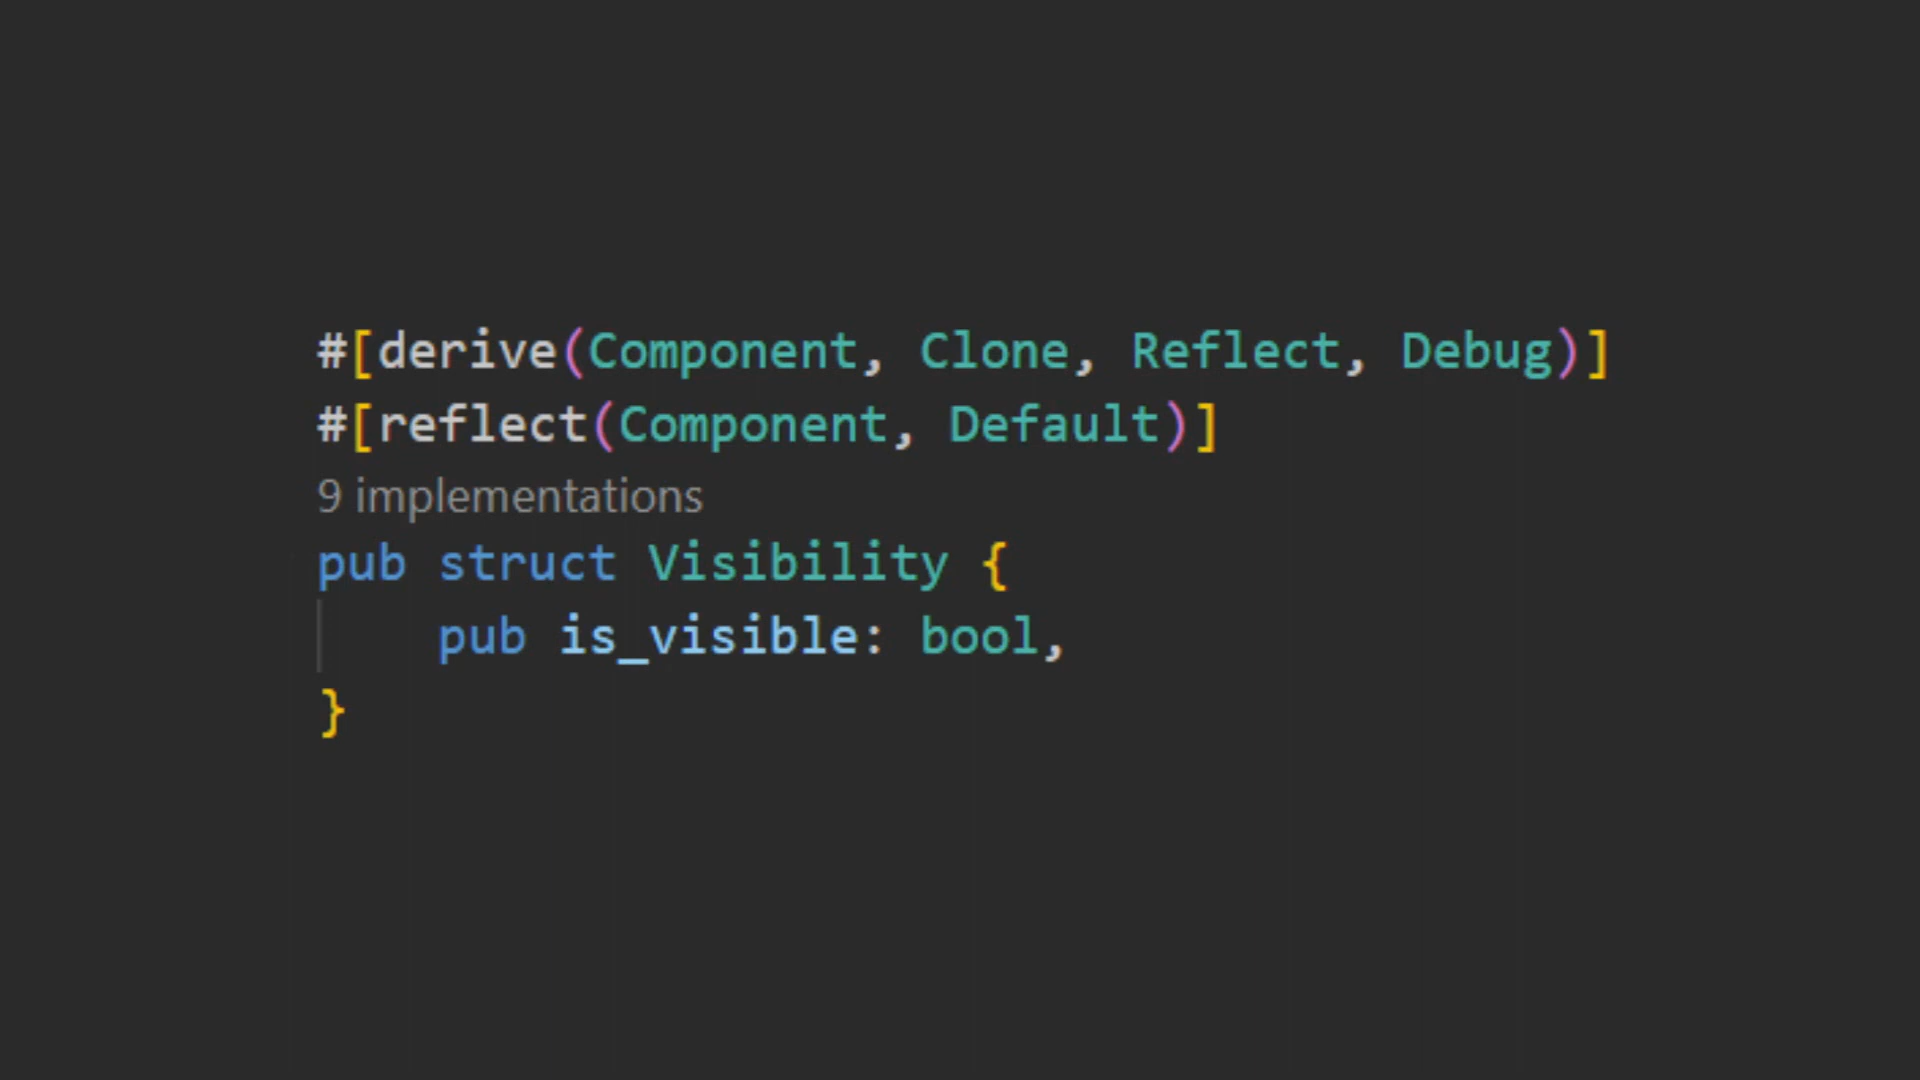 #[derive(Component, Clone, Reflect, Debug)]
#[reflect(Component, Default)]
9 implementations
pub struct Visibility {
    pub is_visible: bool,
}